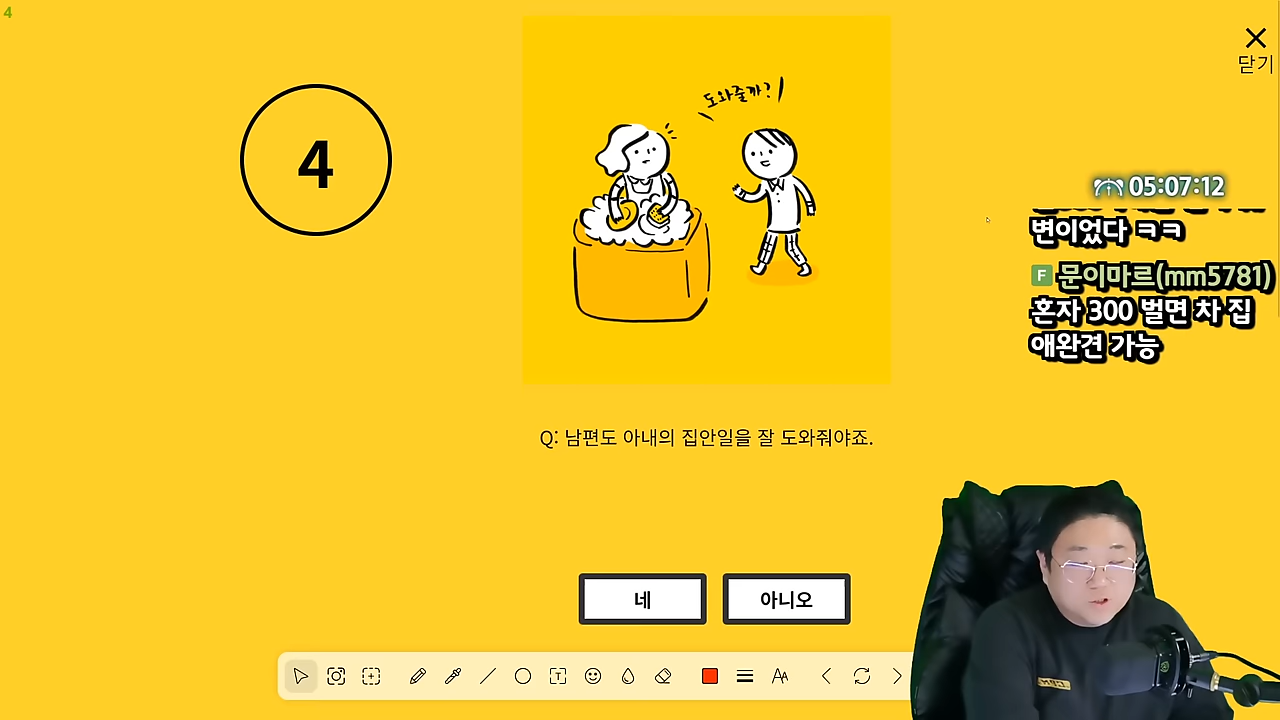 4
닫기
도와줄까?
4
05:07:12
변이었다 ㅋㅋ
F 문이마르(mm5781)
혼자 300 벌면 차 집
애완견 가능
Q: 남편도 아내의 집안일을 잘 도와줘야죠.
네
아니오